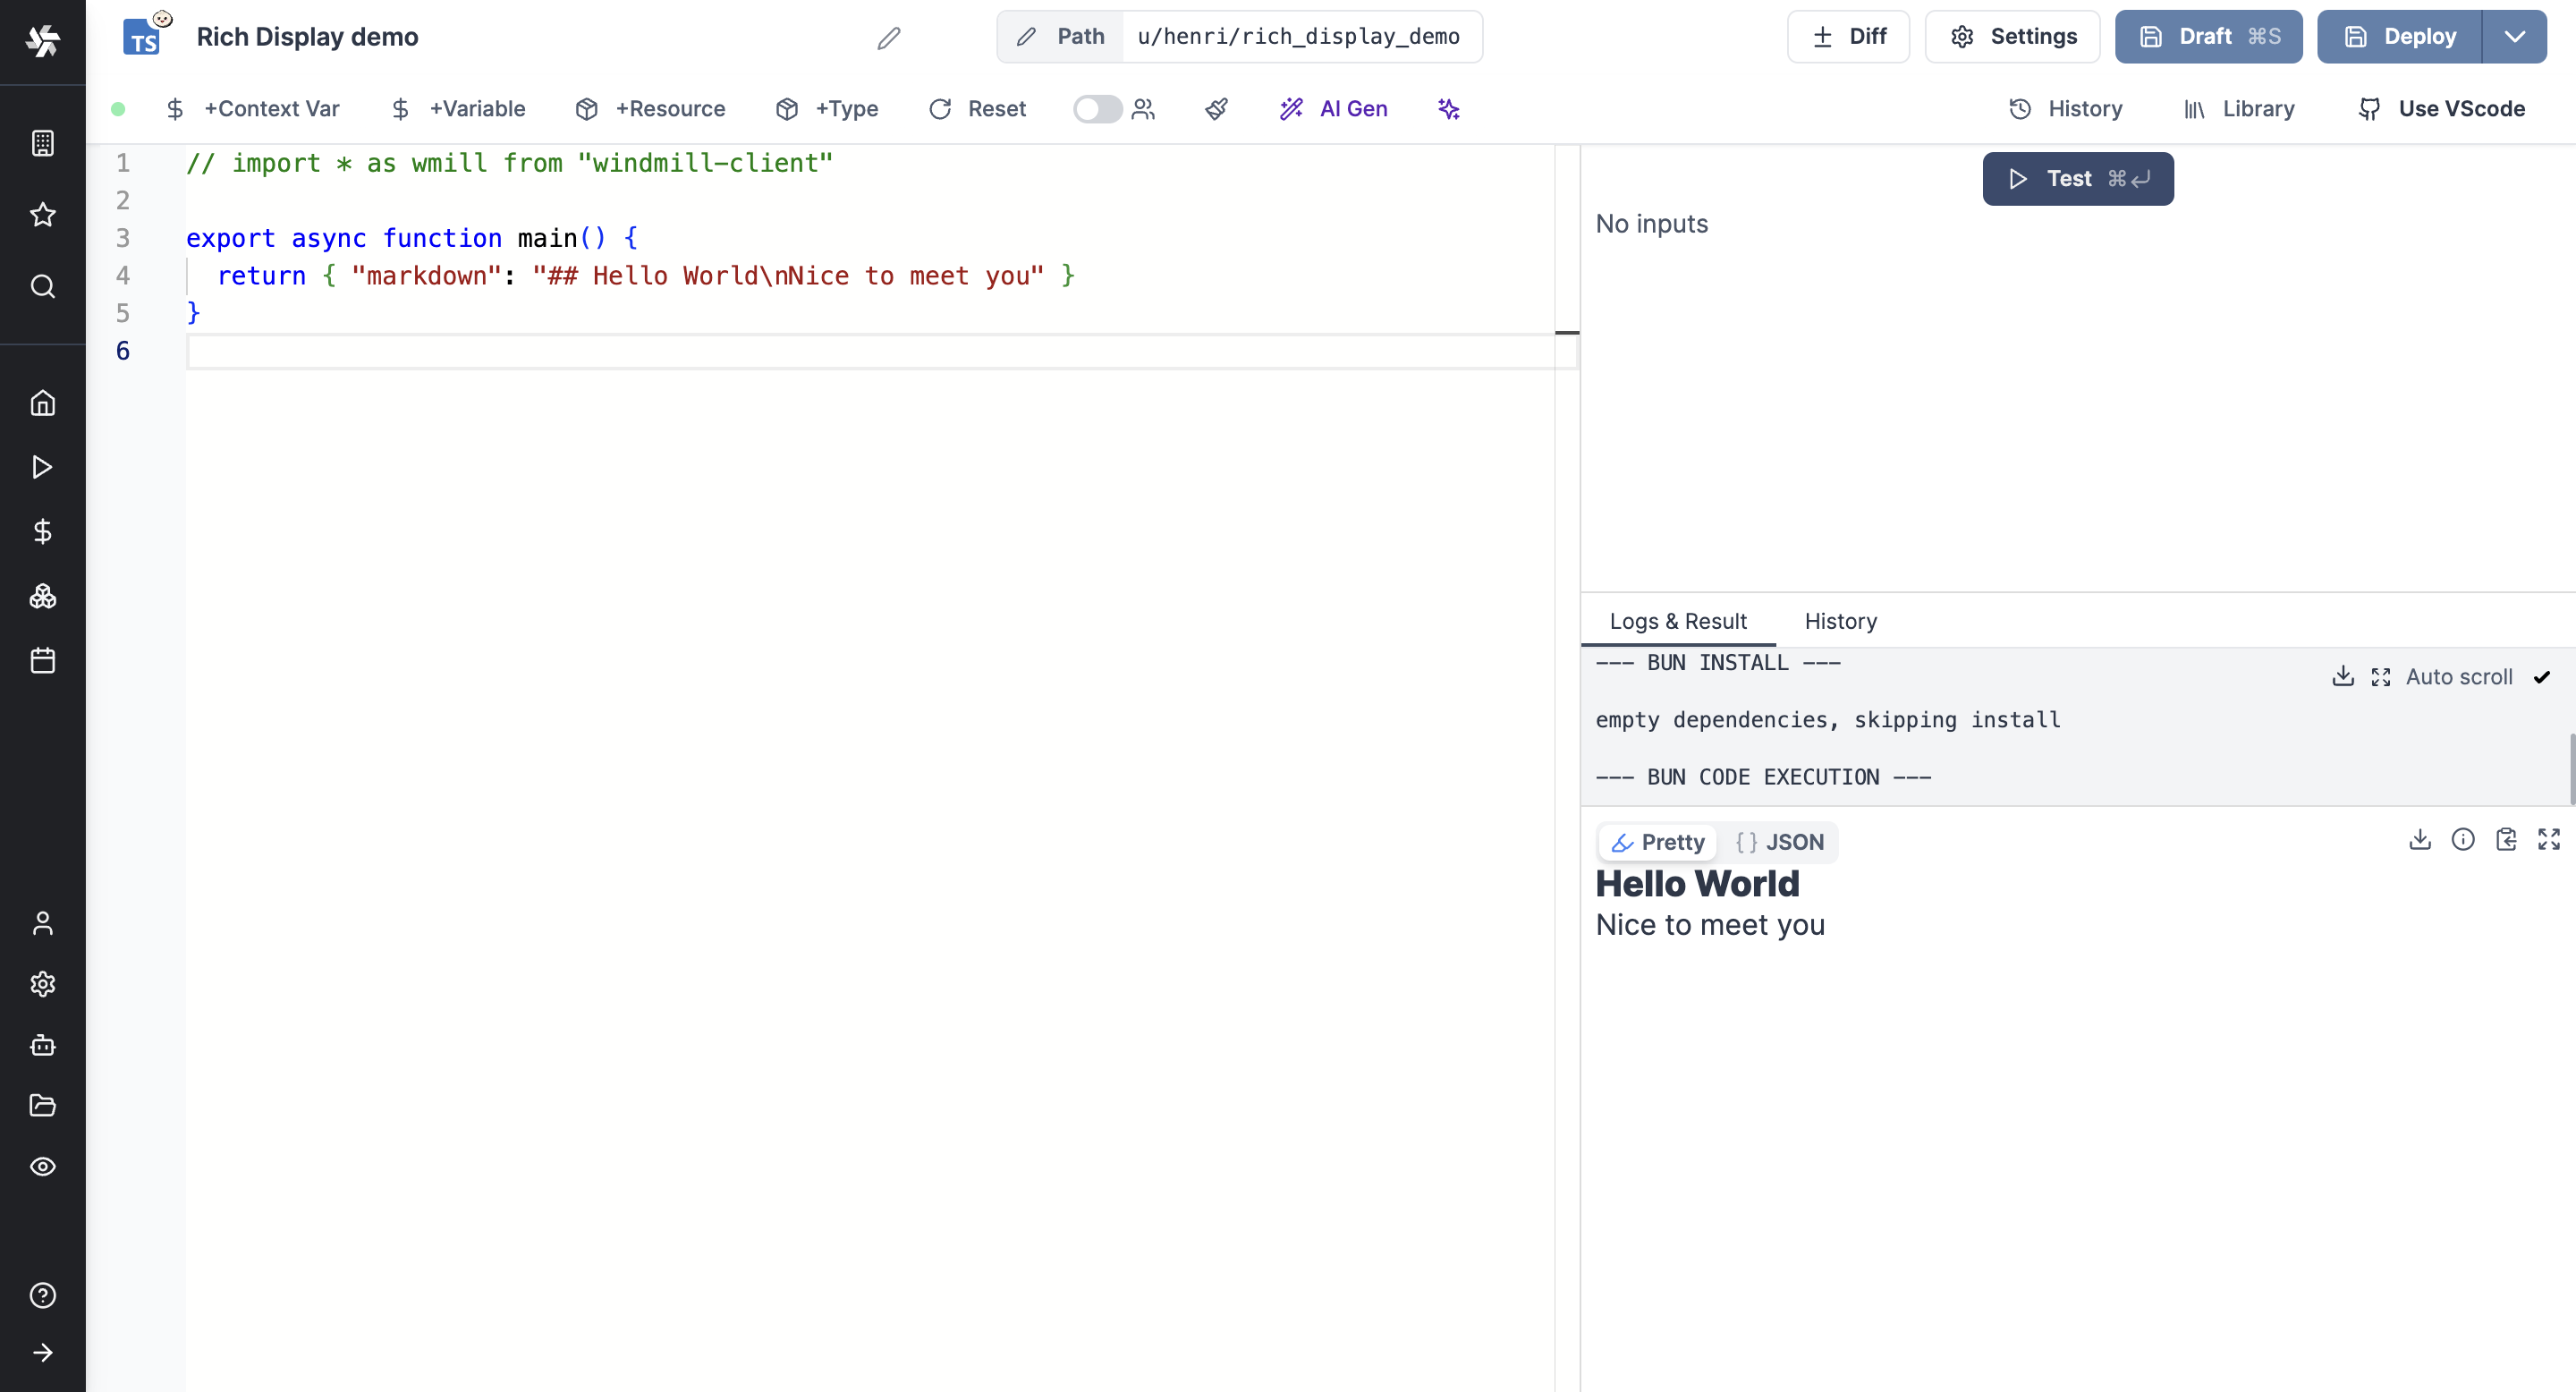 TS Rich Display demo
Path u/henri/rich_display_demo
Diff Settings Draft ⌘S Deploy
+Context Var +Variable +Resource +Type Reset AI Gen
History Library Use VScode
1 // import * as wmill from "windmill-client"
2
3 export async function main() {
4 return { "markdown": "## Hello World\nNice to meet you" }
5 }
6
Test ⌘↵
No inputs
Logs & Result History
--- BUN INSTALL ---
Auto scroll
empty dependencies, skipping install
--- BUN CODE EXECUTION ---
Pretty {} JSON
Hello World
Nice to meet you